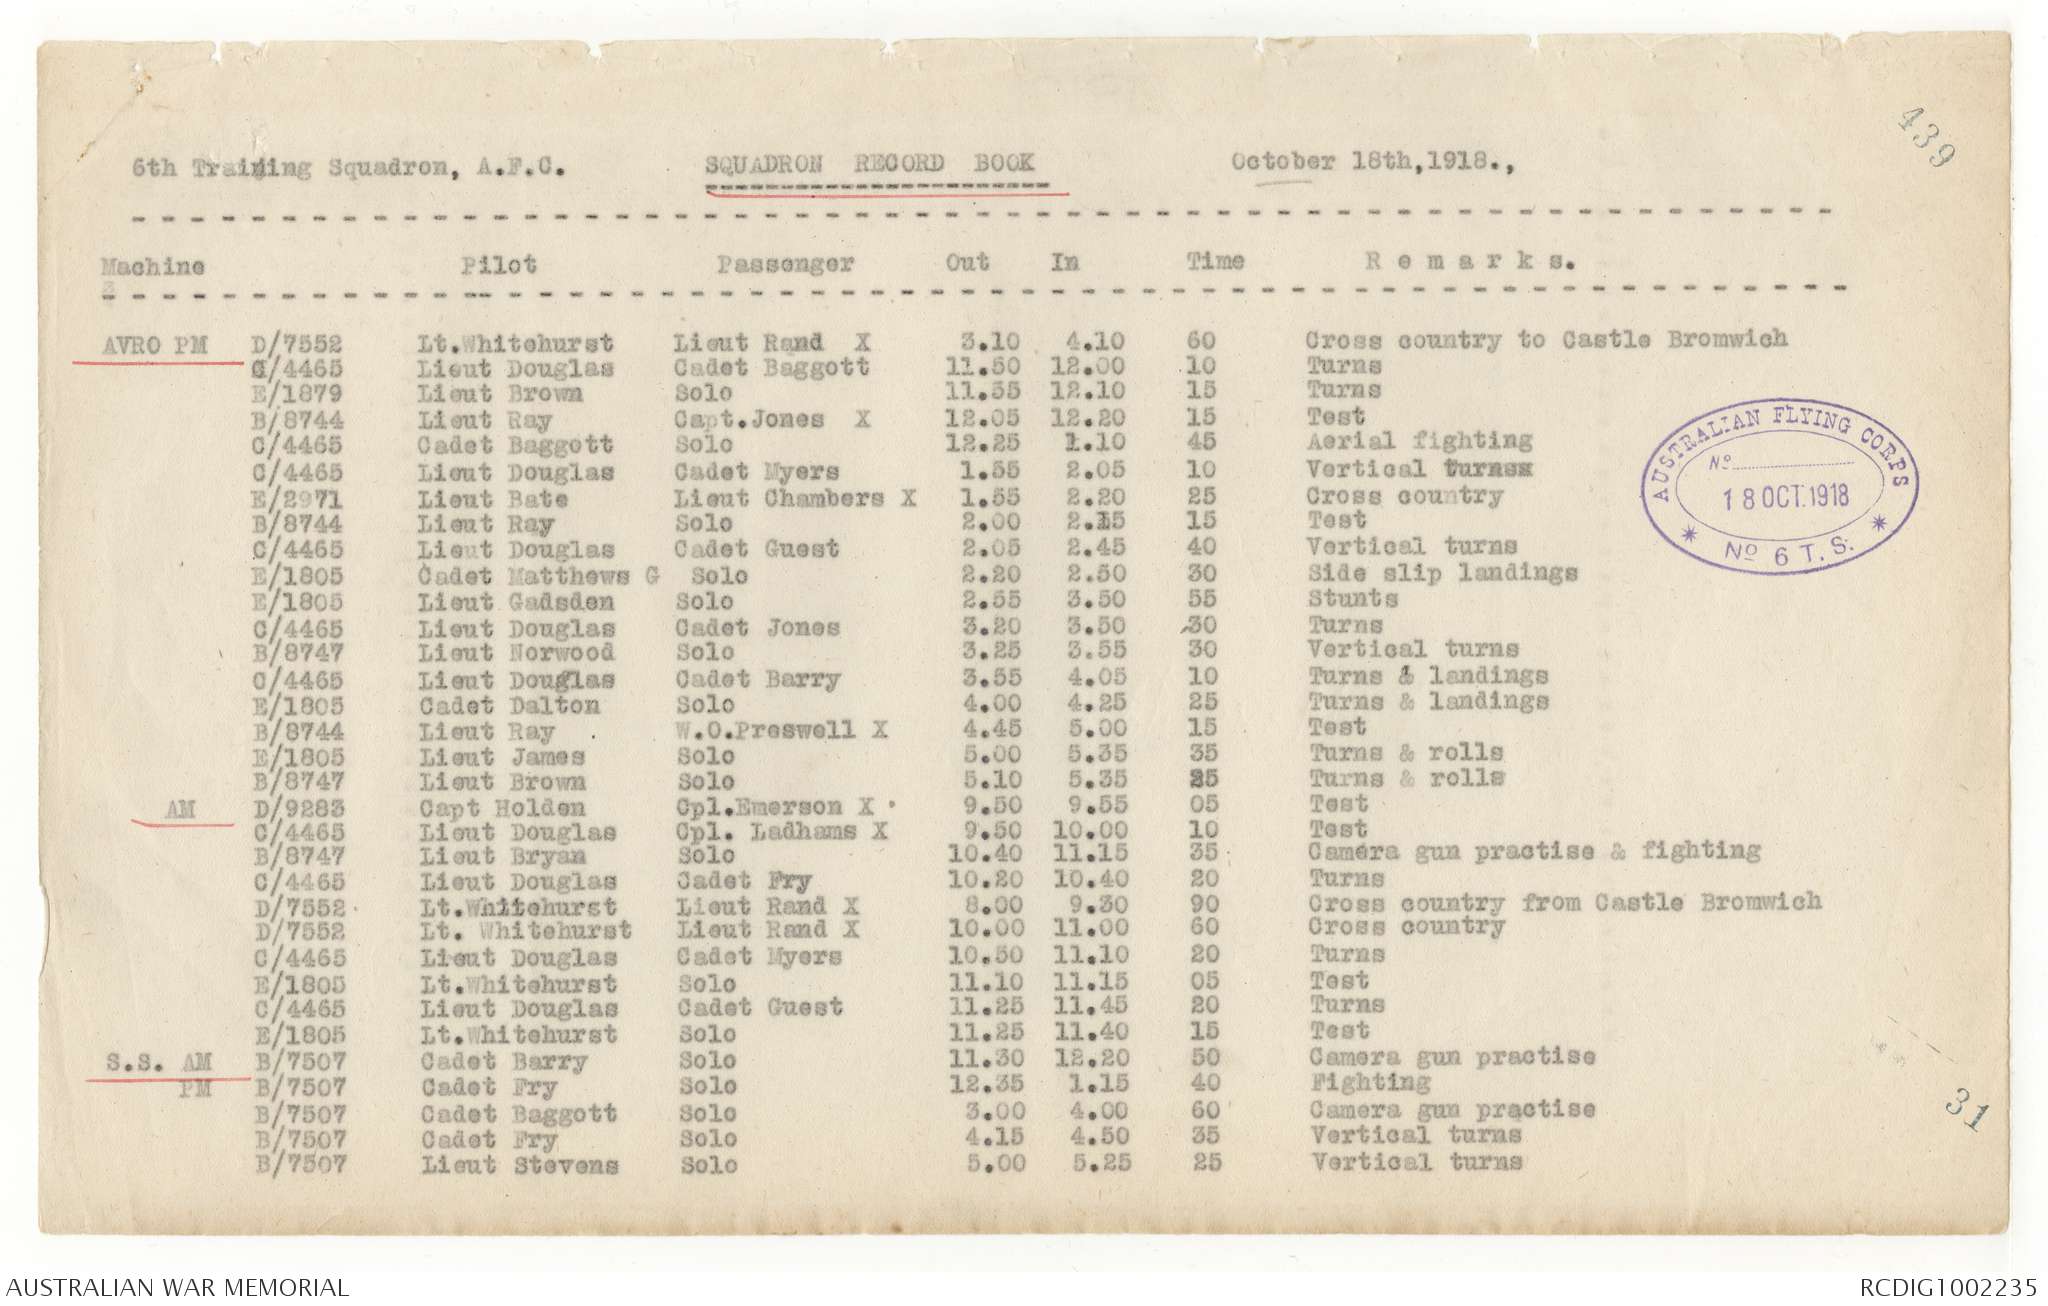 439
6th Training Squadron, A.F.C. SQUADRON RECORD BOOK October 18th,1918.,
Machine Pilot Passenger Out In Time Remarks.
AVRO PM D/7552 Lt.Whitehurst Lieut Rand X 3.10 4.10 60 Cross country to Castle Bromwich
C/4465 Lieut Douglas Cadet Baggott 11.50 12.00 10 Turns
E/1879 Lieut Brown Solo 11.55 12.10 15 Turns
B/8744 Lieut Ray Capt.Jones X 12.05 12.20 15 Test
C/4465 Cadet Baggott Solo 12.25 1.10 45 Aerial fighting
C/4465 Lieut Douglas Cadet Myers 1.55 2.05 10 Vertical turns
E/2971 Lieut Bate Lieut Chambers X 1.55 2.20 25 Cross country
B/8744 Lieut Ray Solo 2.00 2.15 15 Test
C/4465 Lieut Douglas Cadet Guest 2.05 2.45 40 Vertical turns
E/1805 Cadet Matthews G Solo 2.20 2.50 30 Side slip landings
E/1805 Lieut Gadsden Solo 2.55 3.50 55 Stunts
C/4465 Lieut Douglas Cadet Jones 3.20 3.50 30 Turns
B/8747 Lieut Norwood Solo 3.25 3.55 30 Vertical turns
C/4465 Lieut Douglas Cadet Barry 3.55 4.05 10 Turns & landings
E/1805 Cadet Dalton Solo 4.00 4.25 25 Turns & landings
B/8744 Lieut Ray W.O.Preswell X 4.45 5.00 15 Test
E/1805 Lieut James Solo 5.00 5.35 35 Turns & rolls
B/8747 Lieut Brown Solo 5.10 5.35 25 Turns & rolls
AM D/9283 Capt Holden Cpl.Emerson X 9.50 9.55 05 Test
C/4465 Lieut Douglas Cpl. Ladhams X 9.50 10.00 10 Test
B/8747 Lieut Bryan Solo 10.40 11.15 35 Camera gun practise & fighting
C/4465 Lieut Douglas Cadet Fry 10.20 10.40 20 Turns
D/7552 Lt.Whitehurst Lieut Rand X 8.00 9.30 90 Cross country from Castle Bromwich
D/7552 Lt. Whitehurst Lieut Rand X 10.00 11.00 60 Cross country
C/4465 Lieut Douglas Cadet Myers 10.50 11.10 20 Turns
E/1805 Lt.Whitehurst Solo 11.10 11.15 05 Test
C/4465 Lieut Douglas Cadet Guest 11.25 11.45 20 Turns
E/1805 Lt.Whitehurst Solo 11.25 11.40 15 Test
S.S. AM B/7507 Cadet Barry Solo 11.30 12.20 50 Camera gun practise
PM B/7507 Cadet Fry Solo 12.35 1.15 40 Fighting
B/7507 Cadet Baggott Solo 3.00 4.00 60 Camera gun practise
B/7507 Cadet Fry Solo 4.15 4.50 35 Vertical turns
B/7507 Lieut Stevens Solo 5.00 5.25 25 Vertical turns
AUSTRALIAN FLYING CORPS
No
18 OCT.1918
No 6 T.S.
31
AUSTRALIAN WAR MEMORIAL RCDIG1002235